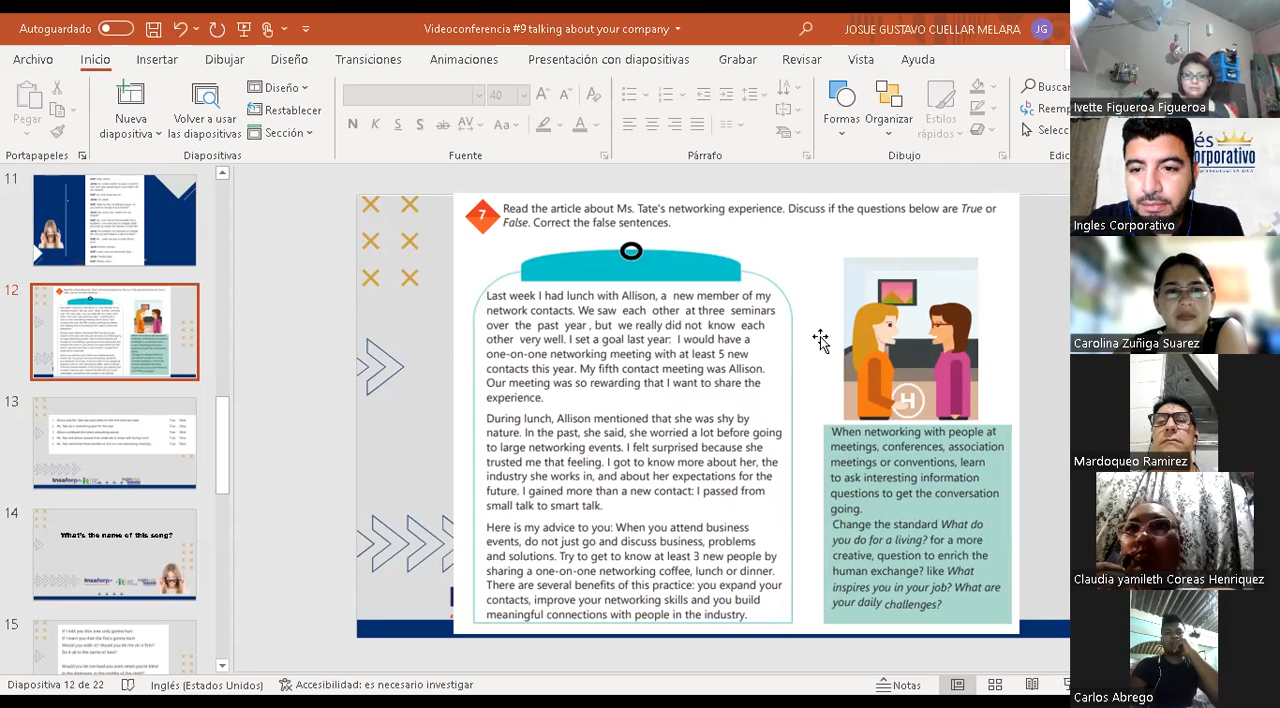 Autoguardado
Videoconferencia #9 talking about your company
JOSUE GUSTAVO CUELLAR MELARA
JG
Archivo Inicio Insertar Dibujar Diseño Transiciones Animaciones Presentación con diapositivas Grabar Revisar Vista Ayuda
Pegar
Nueva diapositiva
Volver a usar las diapositivas
Diseño
Restablecer
Sección
40
N K S ab AV Aa A
Formas
Organizar
Estilos rápidos
Buscar
Reemp
Selecc
Portapapeles
Diapositivas
Fuente
Párrafo
Dibujo
Edic
11
12
13
14
What's the name of this song?
15
7
Read the article about Ms. Tate's networking experience. Discuss if the questions below are True or
False. Correct the false sentences.
Last week I had lunch with Allison, a new member of my
network contacts. We saw each other at three seminars
over the past year, but we really did not know each
other very well. I set a goal last year: I would have a
one-on-one networking meeting with at least 5 new
contacts this year. My fifth contact meeting was Allison.
Our meeting was so rewarding that I want to share the
experience.
During lunch, Allison mentioned that she was shy by
nature. In the past, she said, she worried a lot before going
to large networking events. I felt surprised because she
trusted me that feeling. I got to know more about her, the
industry she works in, and about her expectations for the
future. I gained more than a new contact: I passed from
small talk to smart talk.
Here is my advice to you: When you attend business
events, do not just go and discuss business, problems
and solutions. Try to get to know at least 3 new people by
sharing a one-on-one networking coffee, lunch or dinner.
There are several benefits of this practice: you expand your
contacts, improve your networking skills and you build
meaningful connections with people in the industry.
H
When networking with people at
meetings, conferences, association
meetings or conventions, learn
to ask interesting information
questions to get the conversation
going.
Change the standard What do
you do for a living? for a more
creative, question to enrich the
human exchange? like What
inspires you in your job? What are
your daily challenges?
Diapositiva 12 de 22
Inglés (Estados Unidos)
Accesibilidad: es necesario investigar
Notas
Ivette Figueroa Figueroa
és
orporativo
Ingles Corporativo
Carolina Zuñiga Suarez
Mardoqueo Ramirez
Claudia yamileth Coreas Henriquez
Carlos Abrego